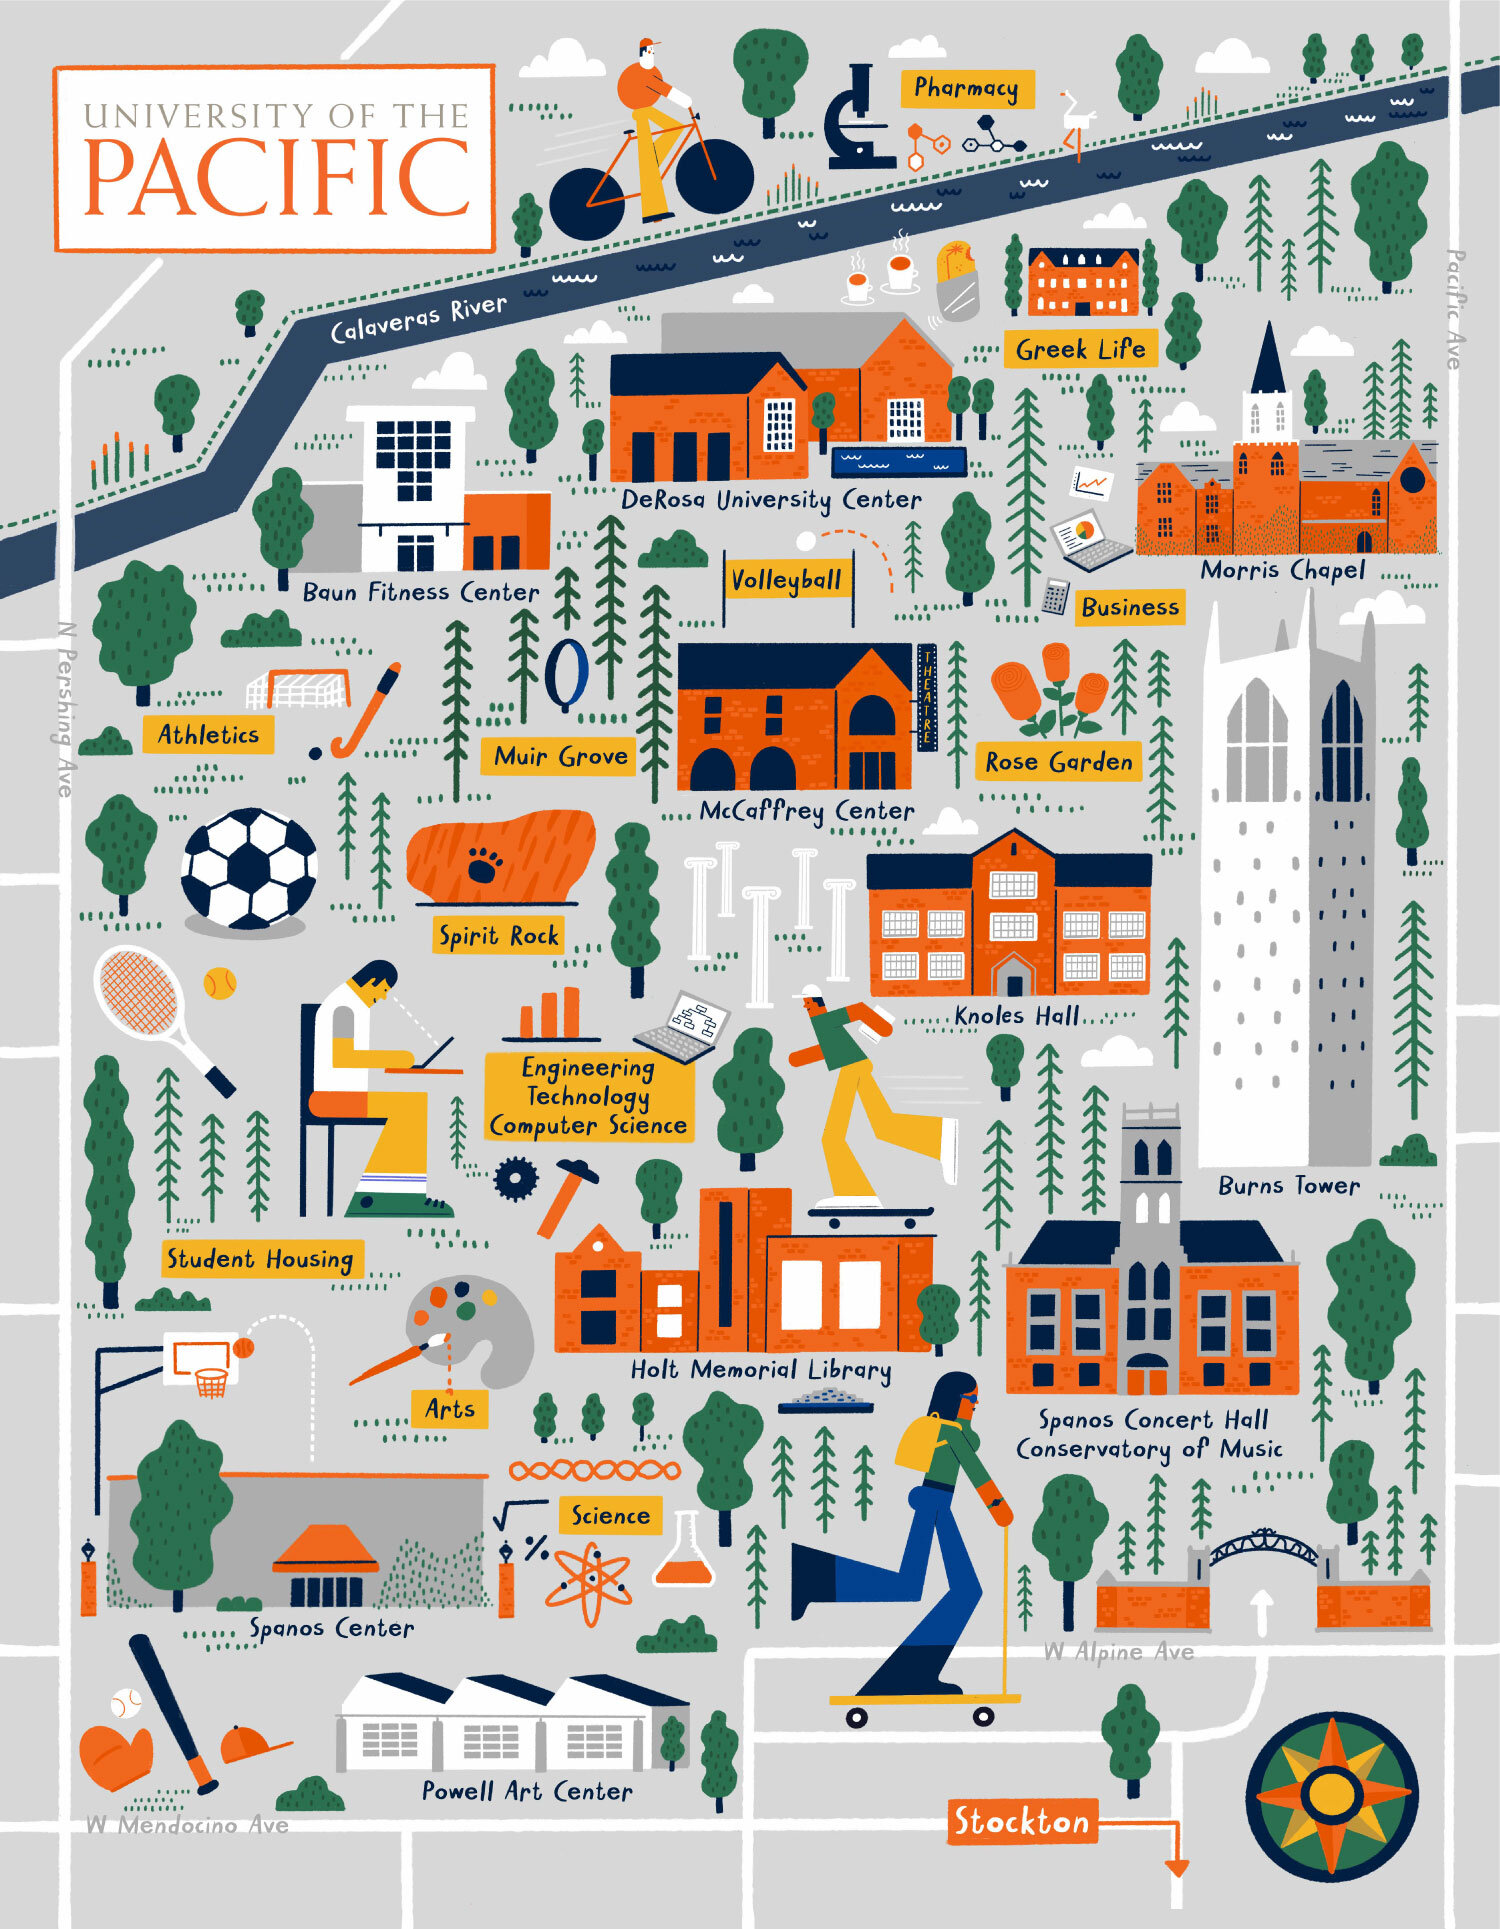 UNIVERSITY OF THE
PACIFIC
Pharmacy
Calaveras River
Greek Life
Pacific Ave
DeRosa University Center
Morris Chapel
Baun Fitness Center
Volleyball
Business
N Pershing Ave
Athletics
Muir Grove
THEATRE
Rose Garden
McCaffrey Center
Spirit Rock
Knoles Hall
Engineering
Technology
Computer Science
Burns Tower
Student Housing
Holt Memorial Library
Arts
Spanos Concert Hall
Conservatory of Music
Science
%
Spanos Center
W Alpine Ave
Powell Art Center
W Mendocino Ave
Stockton